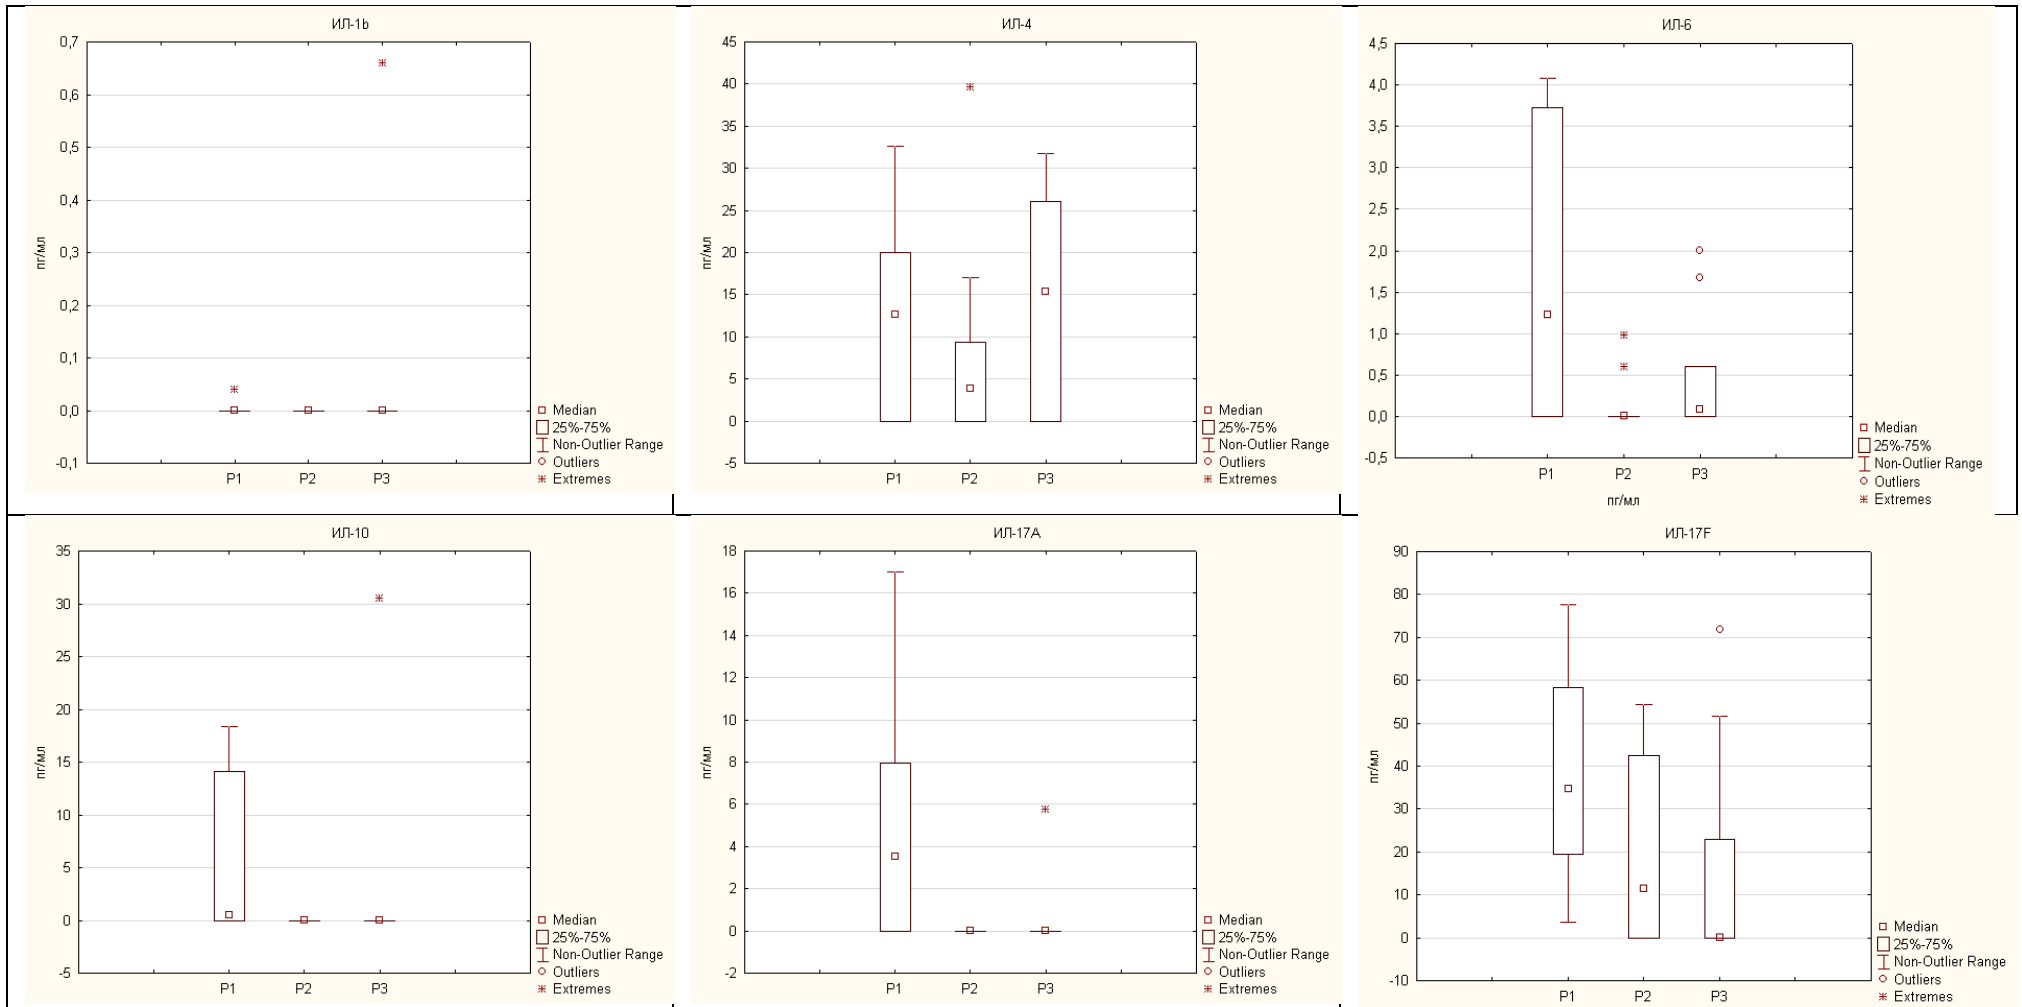 ИЛ-1b
0,7
0,6
0,5
0,4
0,3
0,2
0,1
0,0
-0,1
пг/мл
P1 P2 P3
Median
25%-75%
Non-Outlier Range
Outliers
Extremes
ИЛ-4
45
40
35
30
25
20
15
10
5
0
-5
пг/мл
P1 P2 P3
Median
25%-75%
Non-Outlier Range
Outliers
Extremes
ИЛ-6
4,5
4,0
3,5
3,0
2,5
2,0
1,5
1,0
0,5
0,0
-0,5
P1 P2 P3
пг/мл
Median
25%-75%
Non-Outlier Range
Outliers
Extremes
ИЛ-10
35
30
25
20
15
10
5
0
-5
пг/мл
P1 P2 P3
Median
25%-75%
Non-Outlier Range
Outliers
Extremes
ИЛ-17A
18
16
14
12
10
8
6
4
2
0
-2
пг/мл
P1 P2 P3
Median
25%-75%
Non-Outlier Range
Outliers
Extremes
ИЛ-17F
90
80
70
60
50
40
30
20
10
0
-10
пг/мл
P1 P2 P3
Median
25%-75%
Non-Outlier Range
Outliers
Extremes